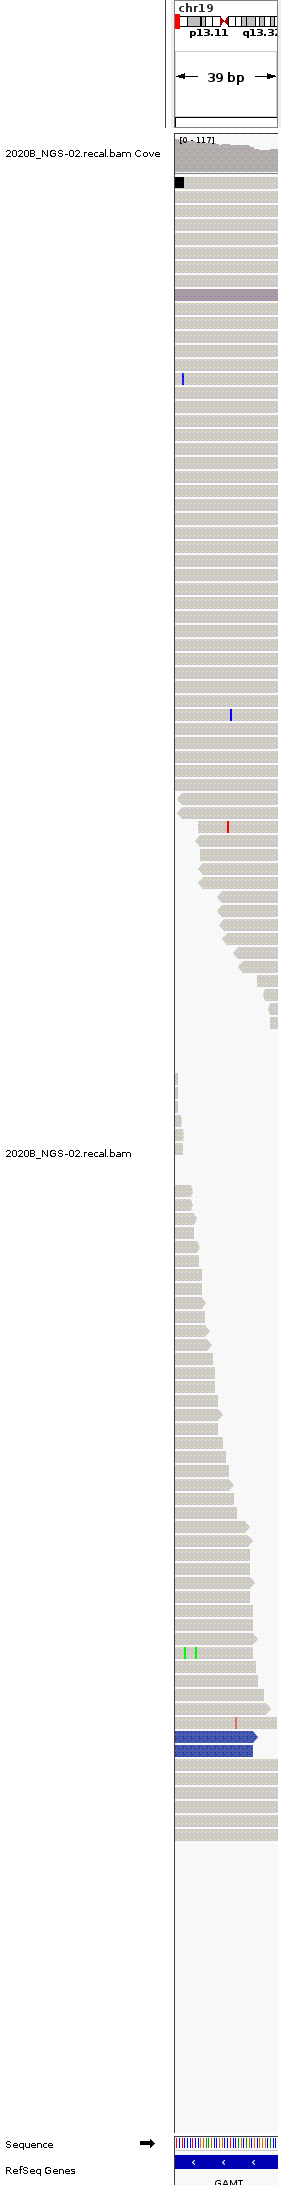 chr19
p13.11 q13.32
39 bp
[0 - 117]
2020B_NGS-02.recal.bam Cove
2020B_NGS-02.recal.bam
Sequence
RefSeq Genes
GAMT